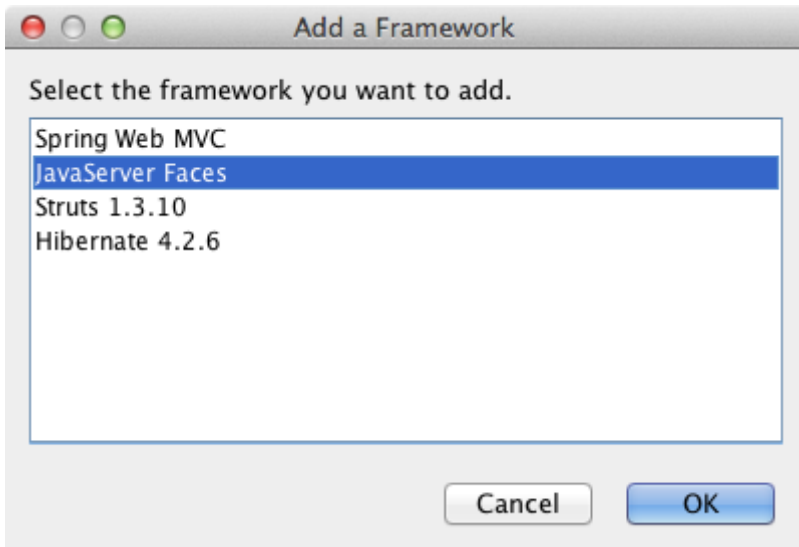 Add a Framework
Select the framework you want to add.
Spring Web MVC
JavaServer Faces
Struts 1.3.10
Hibernate 4.2.6
Cancel OK